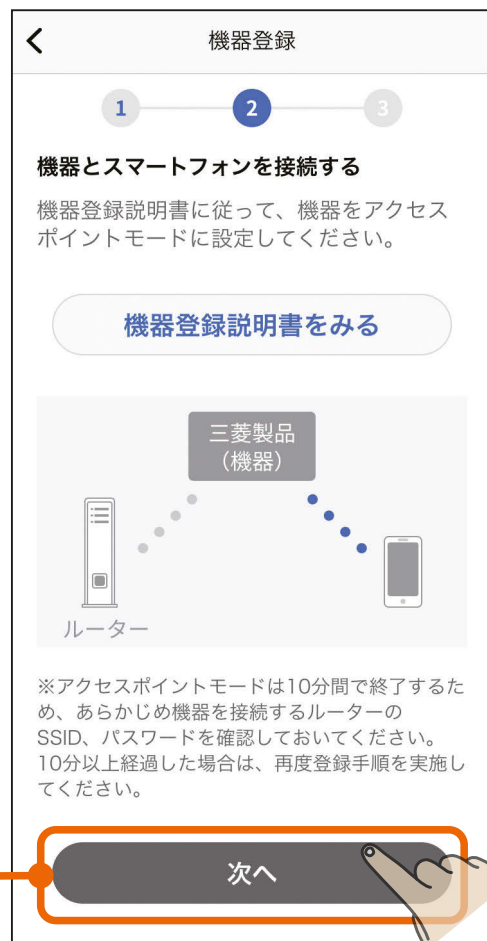 機器登録
1
2
3
機器とスマートフォンを接続する
機器登録説明書に従って、機器をアクセス
ポイントモードに設定してください。
機器登録説明書をみる
三菱製品
（機器）
ルーター
※アクセスポイントモードは10分間で終了するた
め、あらかじめ機器を接続するルーターの
SSID、パスワードを確認しておいてください。
10分以上経過した場合は、再度登録手順を実施し
てください。
次へ